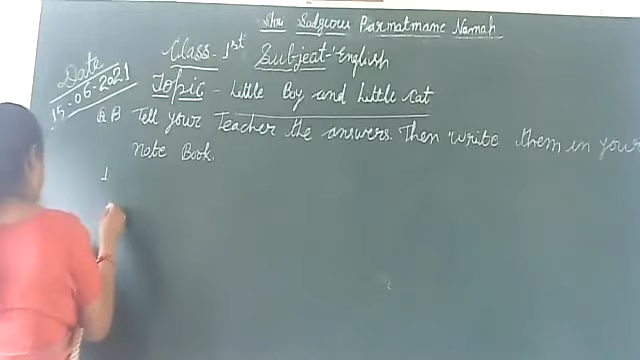 Shri Sadguru Parmatmane Namah
Class - 1st Subject - English
Date
15-06-2021
Topic - Little Boy and Little Cat
Q B Tell your Teacher the answers. Then write them in your
note Book.
1